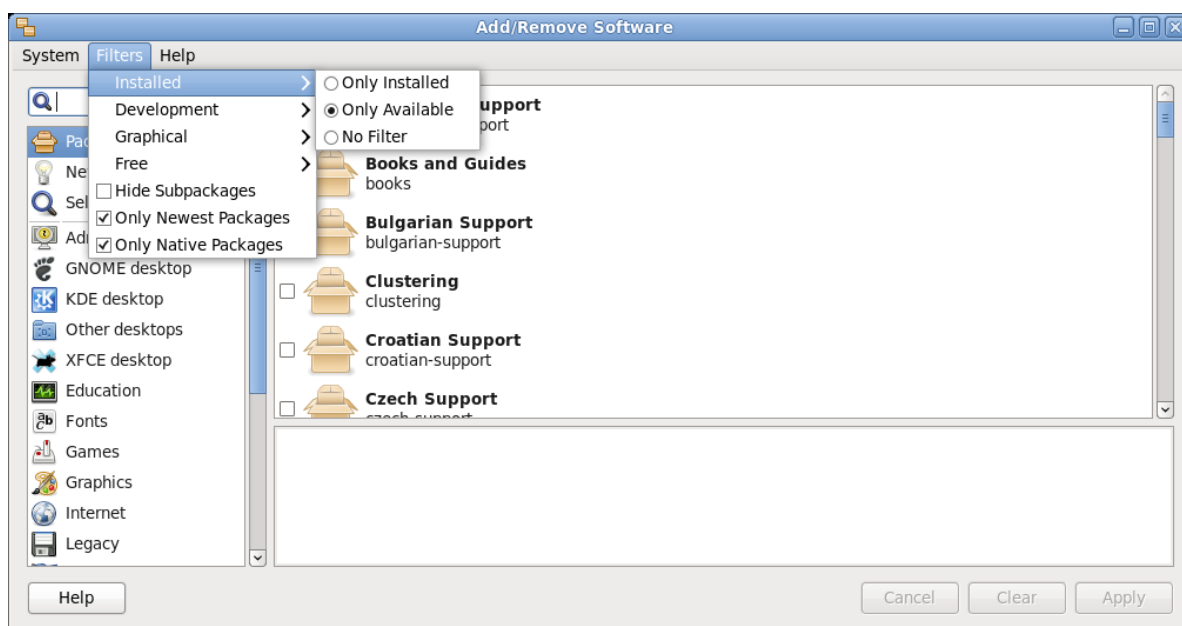 Add/Remove Software
System Filters Help
Installed
Development
Graphical
Free
Hide Subpackages
Only Newest Packages
Only Native Packages
Only Installed
Only Available
No Filter
GNOME desktop
KDE desktop
Other desktops
XFCE desktop
Education
Fonts
Games
Graphics
Internet
Legacy
Books and Guides
books
Bulgarian Support
bulgarian-support
Clustering
clustering
Croatian Support
croatian-support
Czech Support
czech-support
Help
Cancel Clear Apply